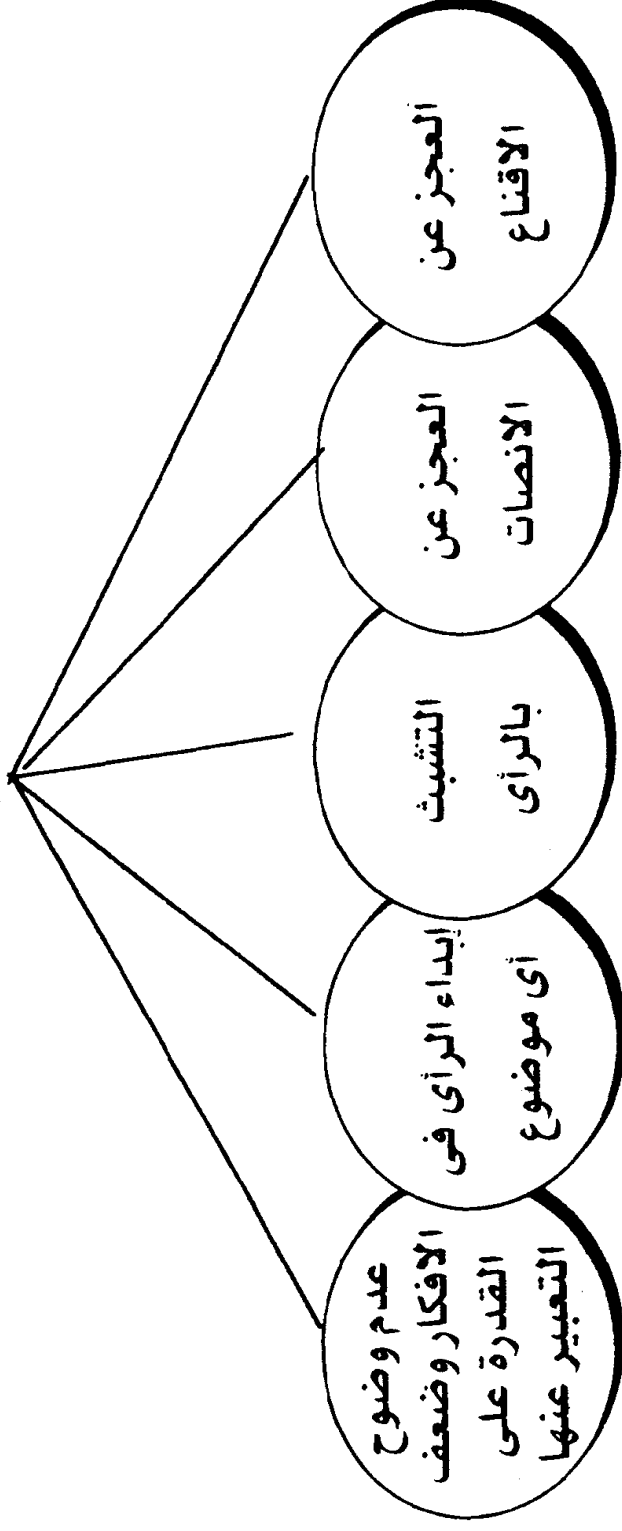 العجز عن
الاقناع
العجز عن
الانصات
التشبث
بالرأى
إبداء الرأى فى
أى موضوع
عدم وضوح
الافكار وضعف
القدرة على
التعبير عنها